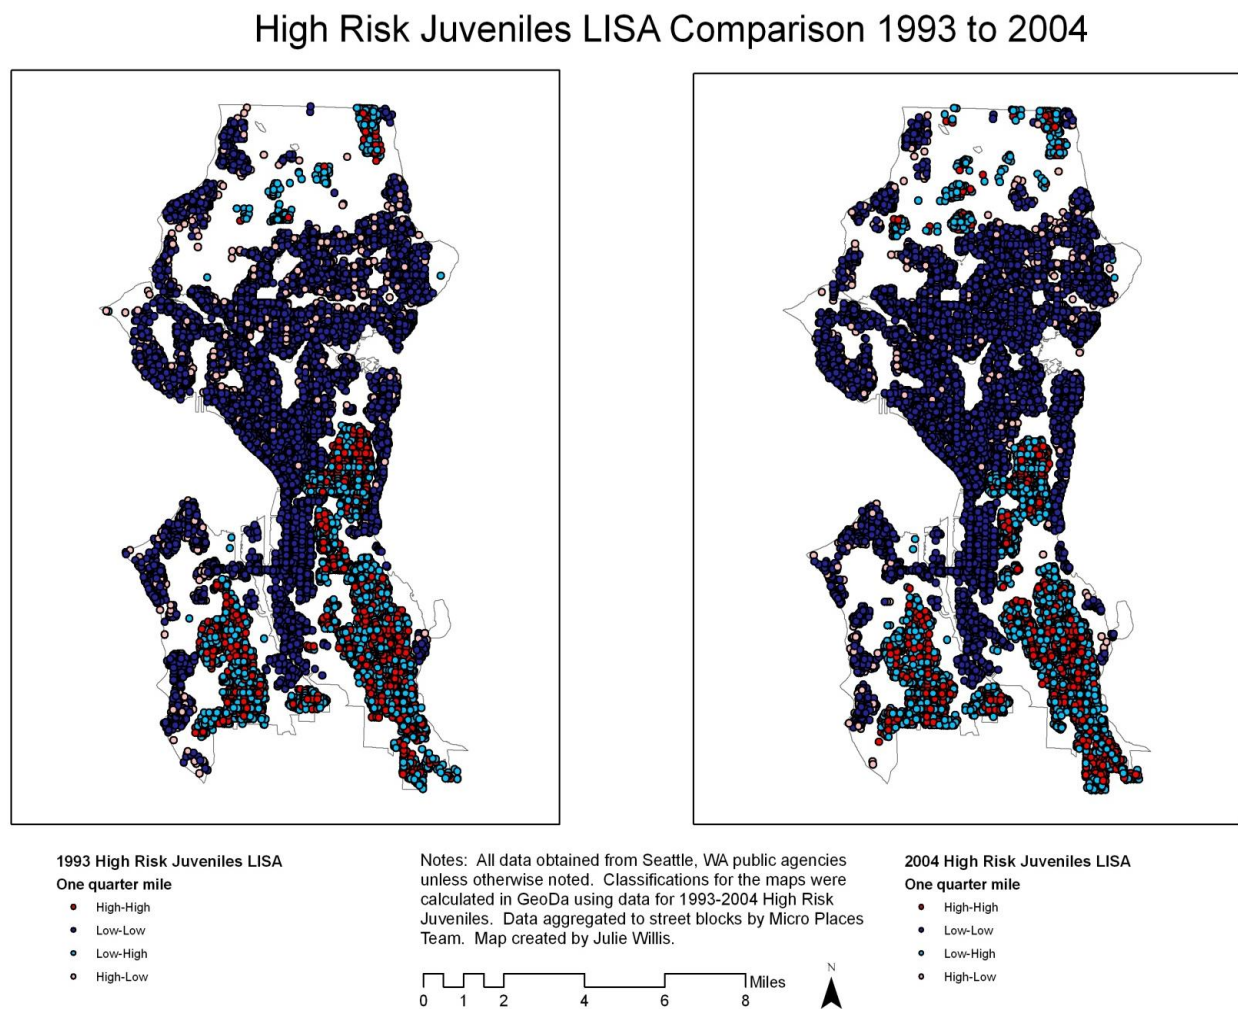 High Risk Juveniles LISA Comparison 1993 to 2004
1993 High Risk Juveniles LISA
One quarter mile
High-High
Low-Low
Low-High
High-Low
Notes: All data obtained from Seattle, WA public agencies
unless otherwise noted. Classifications for the maps were
calculated in GeoDa using data for 1993-2004 High Risk
Juveniles. Data aggregated to street blocks by Micro Places
Team. Map created by Julie Willis.
Miles
0 1 2 4 6 8
N
2004 High Risk Juveniles LISA
One quarter mile
High-High
Low-Low
Low-High
High-Low